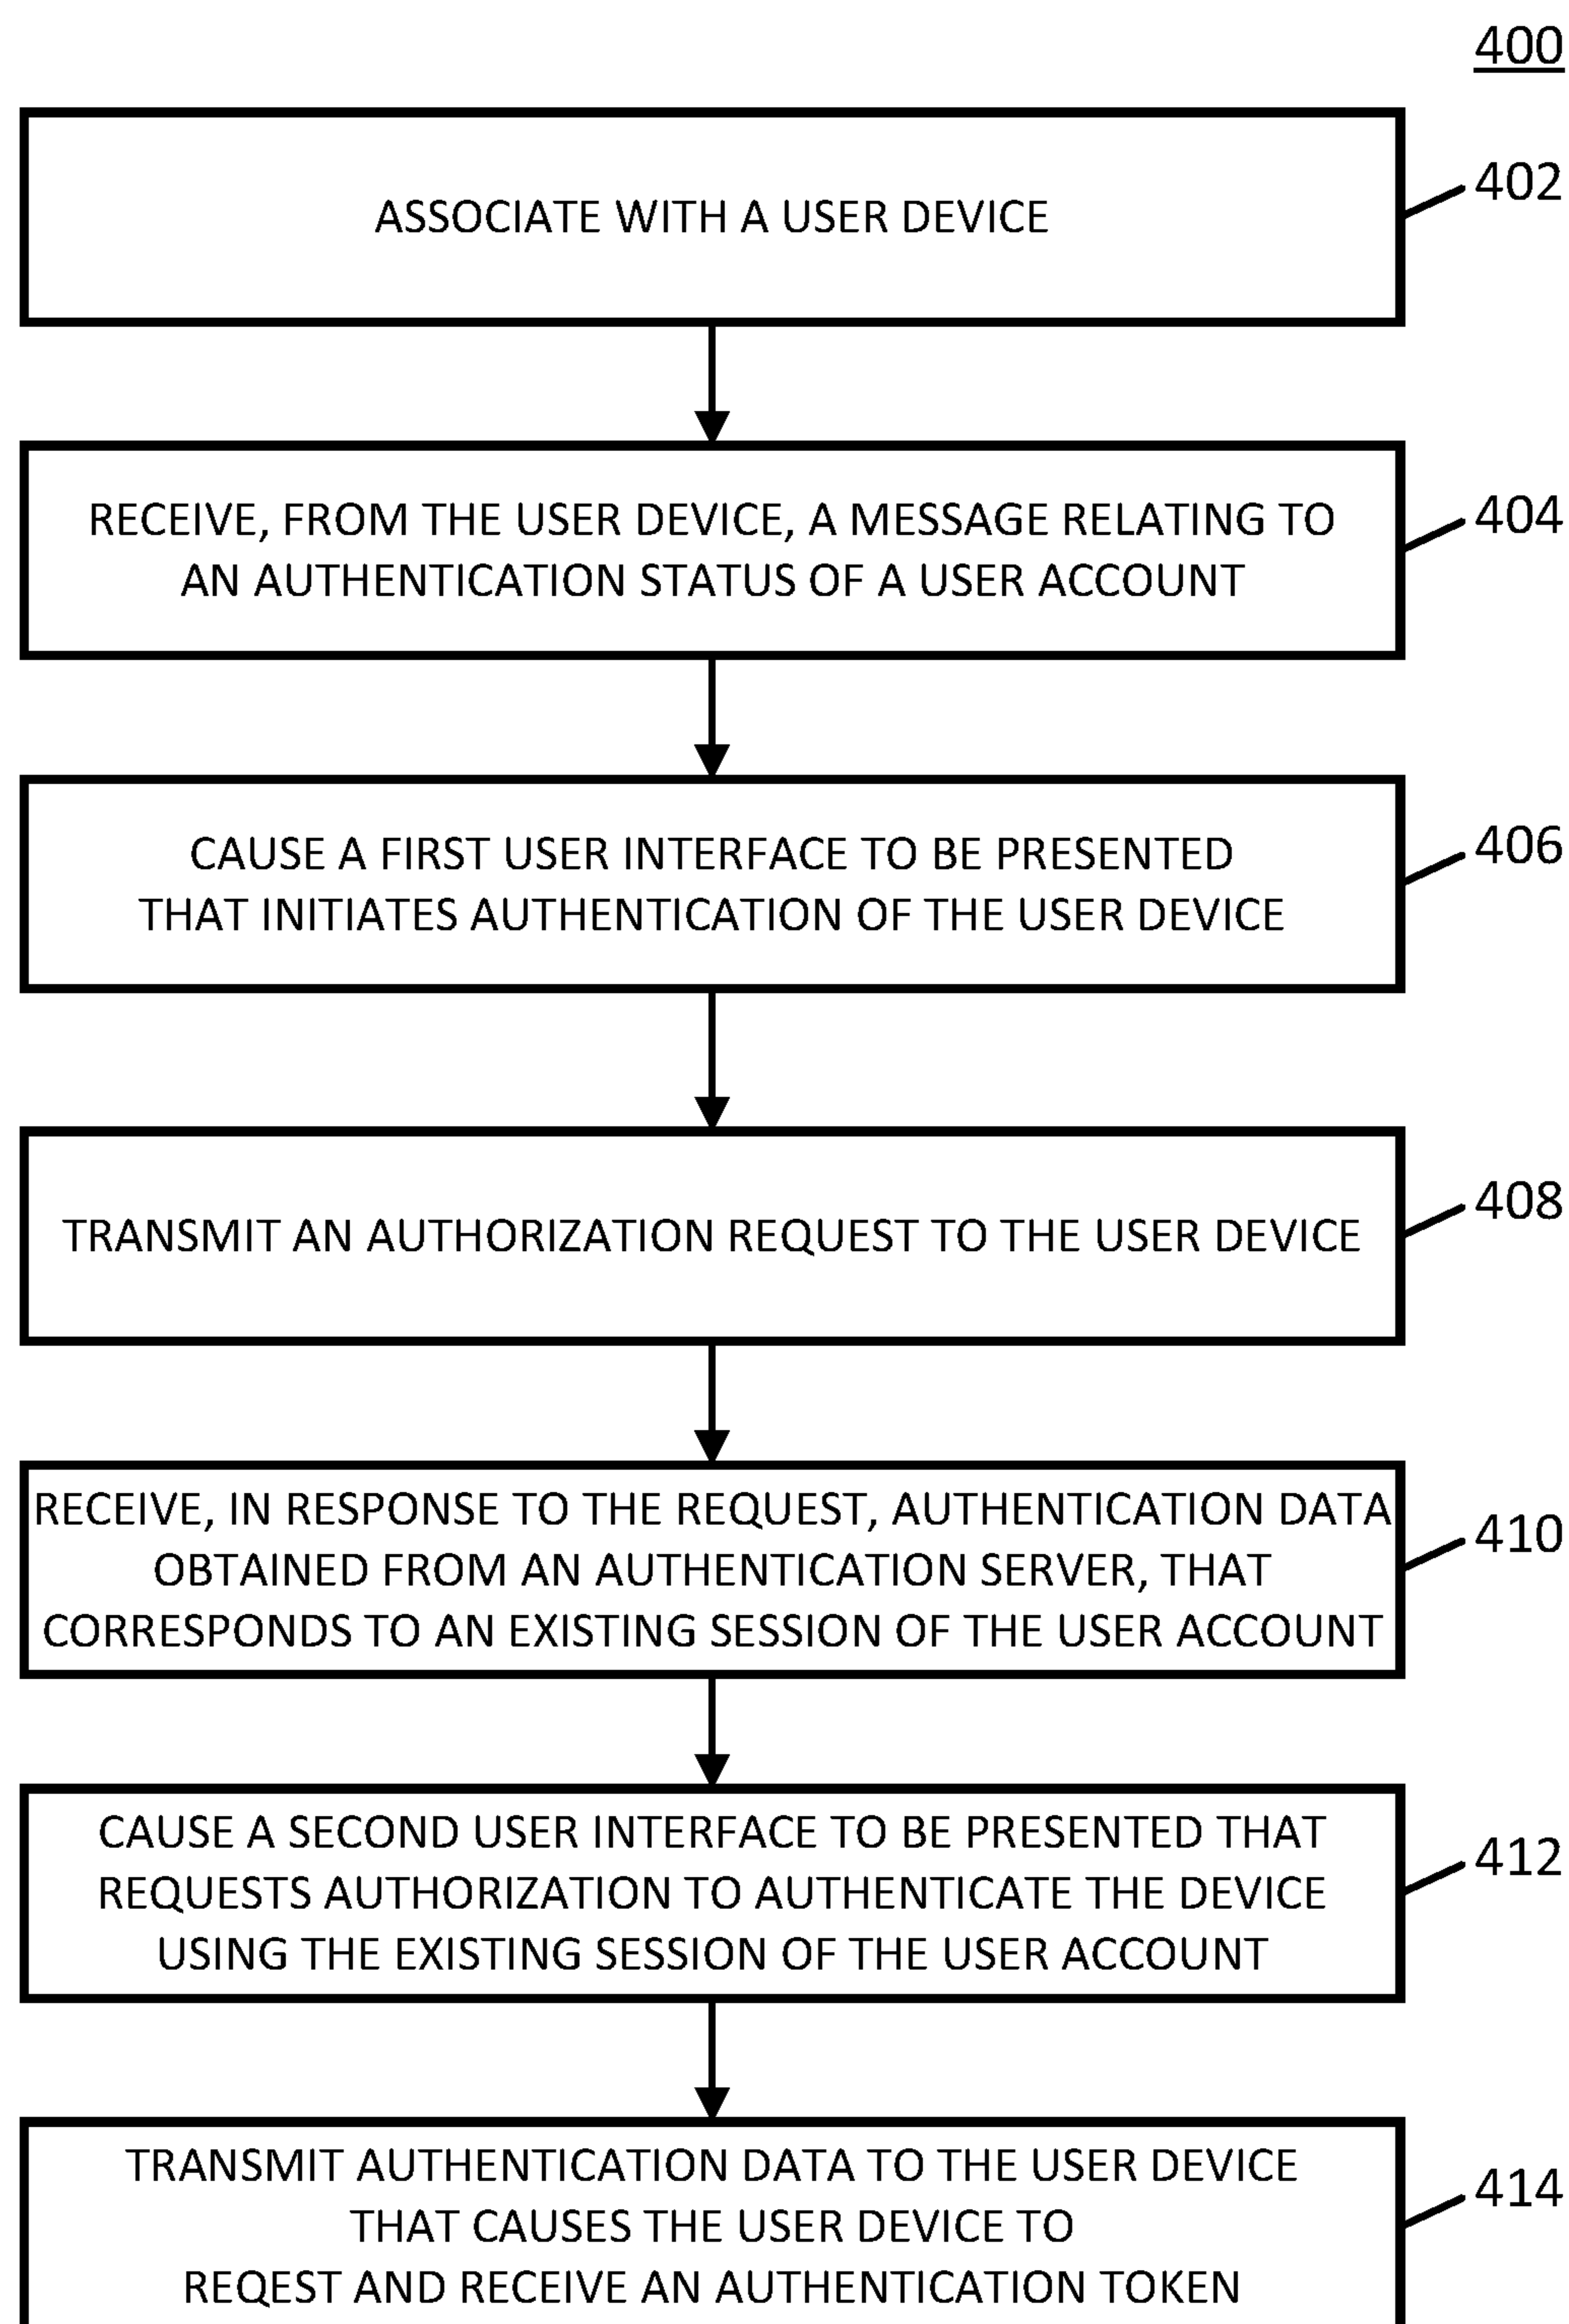 400
ASSOCIATE WITH A USER DEVICE
402
RECEIVE, FROM THE USER DEVICE, A MESSAGE RELATING TO
AN AUTHENTICATION STATUS OF A USER ACCOUNT
404
CAUSE A FIRST USER INTERFACE TO BE PRESENTED
THAT INITIATES AUTHENTICATION OF THE USER DEVICE
406
TRANSMIT AN AUTHORIZATION REQUEST TO THE USER DEVICE
408
RECEIVE, IN RESPONSE TO THE REQUEST, AUTHENTICATION DATA
OBTAINED FROM AN AUTHENTICATION SERVER, THAT
CORRESPONDS TO AN EXISTING SESSION OF THE USER ACCOUNT
410
CAUSE A SECOND USER INTERFACE TO BE PRESENTED THAT
REQUESTS AUTHORIZATION TO AUTHENTICATE THE DEVICE
USING THE EXISTING SESSION OF THE USER ACCOUNT
412
TRANSMIT AUTHENTICATION DATA TO THE USER DEVICE
THAT CAUSES THE USER DEVICE TO
REQEST AND RECEIVE AN AUTHENTICATION TOKEN
414